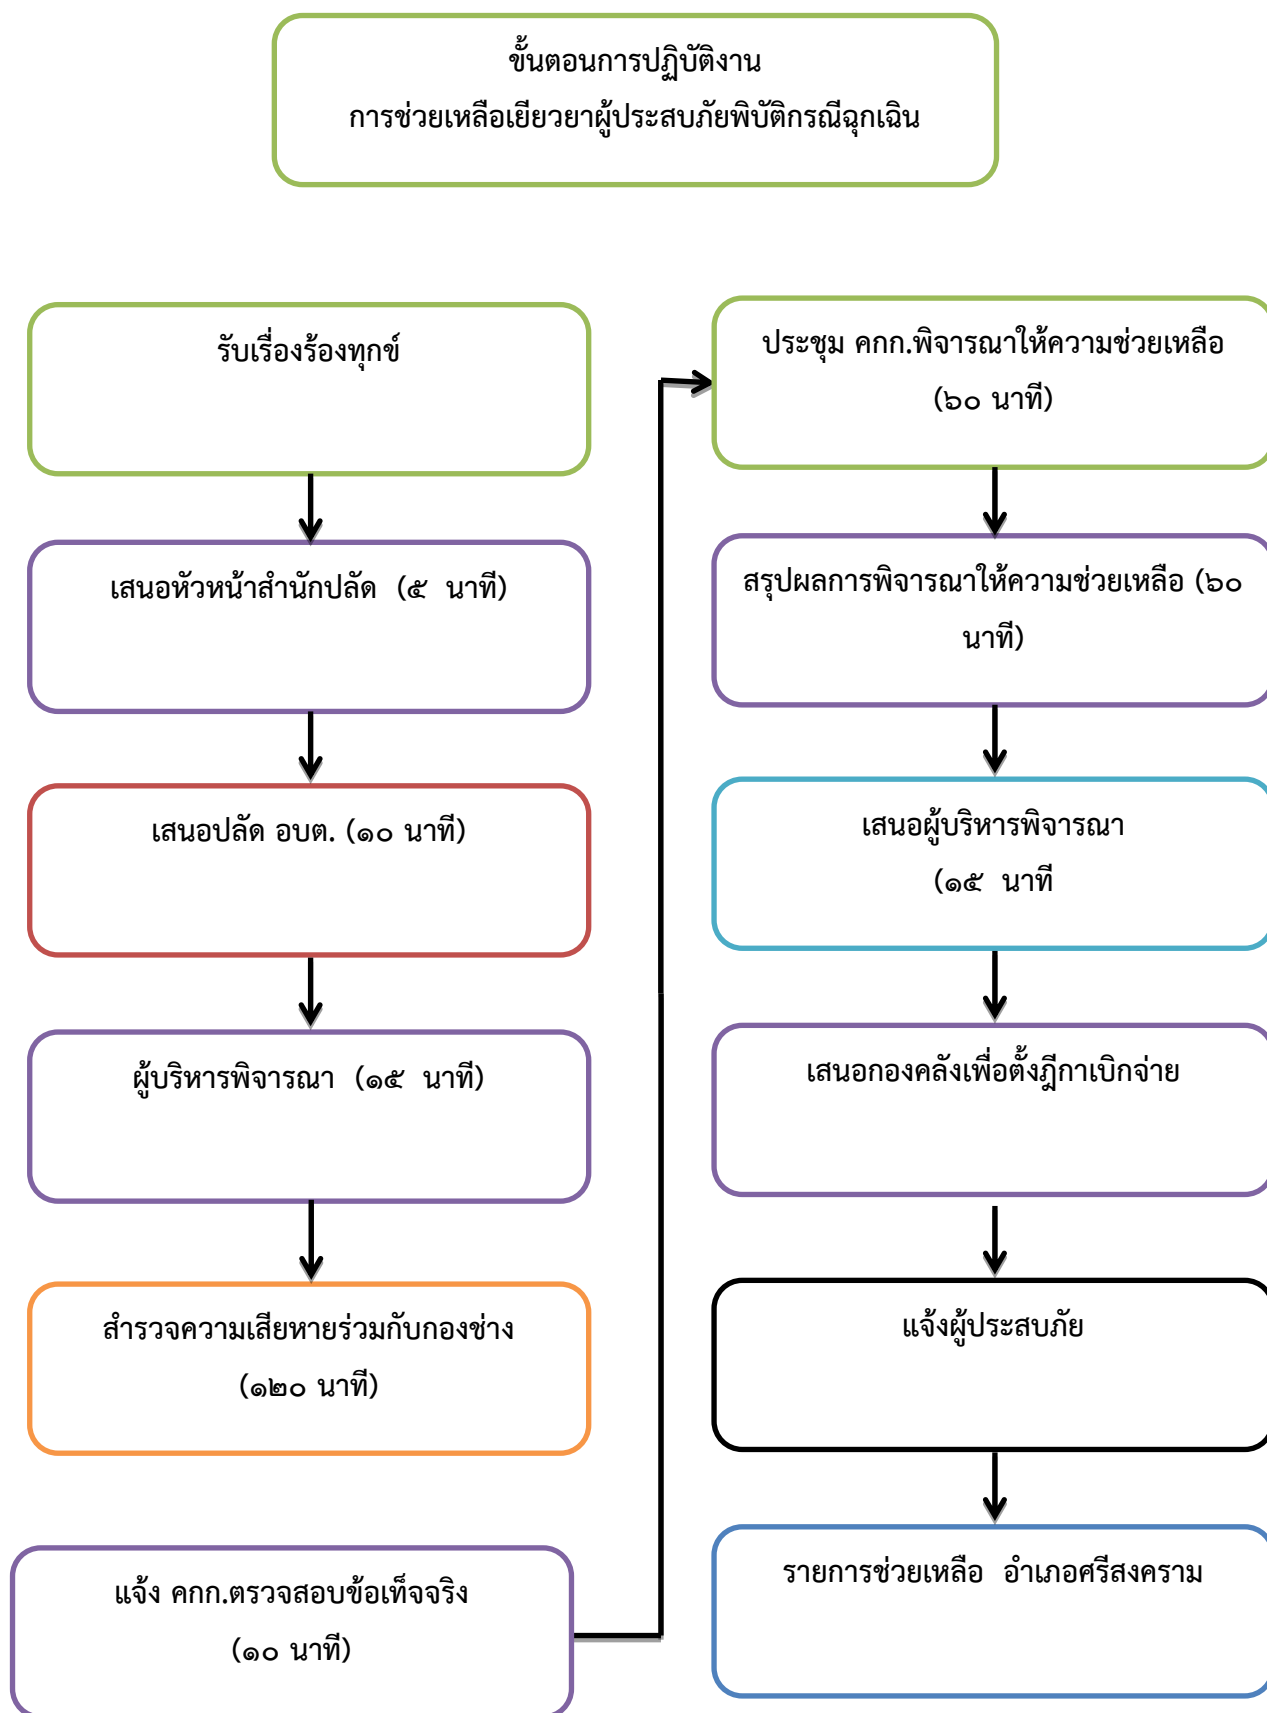 ขั้นตอนการปฏิบัติงาน
การช่วยเหลือเยียวยาผู้ประสบภัยพิบัติกรณีฉุกเฉิน
รับเรื่องร้องทุกข์
เสนอหัวหน้าสำนักปลัด (๕ นาที)
เสนอปลัด อบต. (๑๐ นาที)
ผู้บริหารพิจารณา (๑๕ นาที)
สำรวจความเสียหายร่วมกับกองช่าง
(๑๒๐ นาที)
แจ้ง คกก.ตรวจสอบข้อเท็จจริง
(๑๐ นาที)
ประชุม คกก.พิจารณาให้ความช่วยเหลือ
(๖๐ นาที)
สรุปผลการพิจารณาให้ความช่วยเหลือ (๖๐
นาที)
เสนอผู้บริหารพิจารณา
(๑๕ นาที
เสนอกองคลังเพื่อตั้งฎีกาเบิกจ่าย
แจ้งผู้ประสบภัย
รายการช่วยเหลือ อำเภอศรีสงคราม